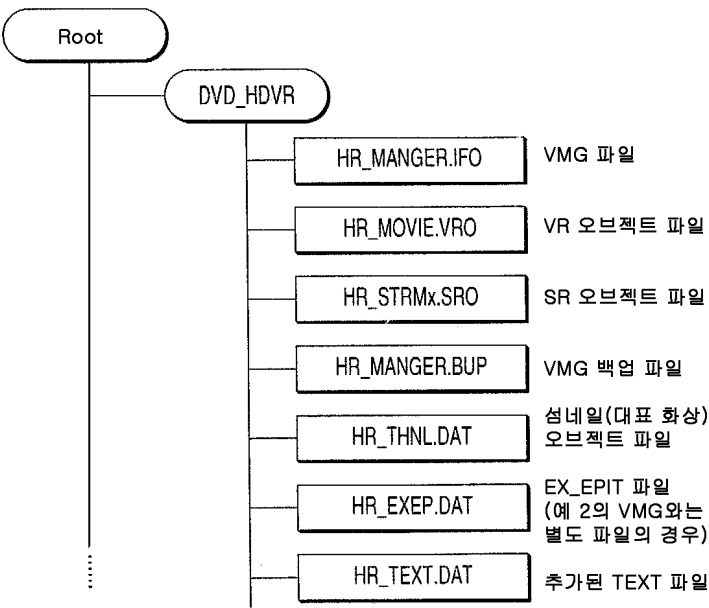 Root
DVD_HDVR
HR_MANGER.IFO
VMG 파일
HR_MOVIE.VRO
VR 오브젝트 파일
HR_STRMx.SRO
SR 오브젝트 파일
HR_MANGER.BUP
VMG 백업 파일
HR_THNL.DAT
섬네일(대표 화상)
오브젝트 파일
HR_EXEP.DAT
EX_EPIT 파일
(예 2의 VMG와는
별도 파일의 경우)
HR_TEXT.DAT
추가된 TEXT 파일